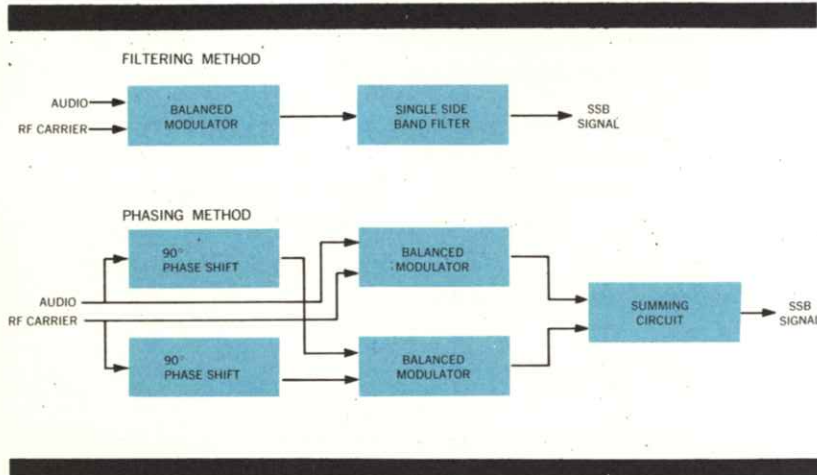 FILTERING METHOD
AUDIO
RF CARRIER
BALANCED
MODULATOR
SINGLE SIDE
BAND FILTER
SSB
SIGNAL
PHASING METHOD
90°
PHASE SHIFT
BALANCED
MODULATOR
AUDIO
RF CARRIER
SUMMING
CIRCUIT
SSB
SIGNAL
90°
PHASE SHIFT
BALANCED
MODULATOR